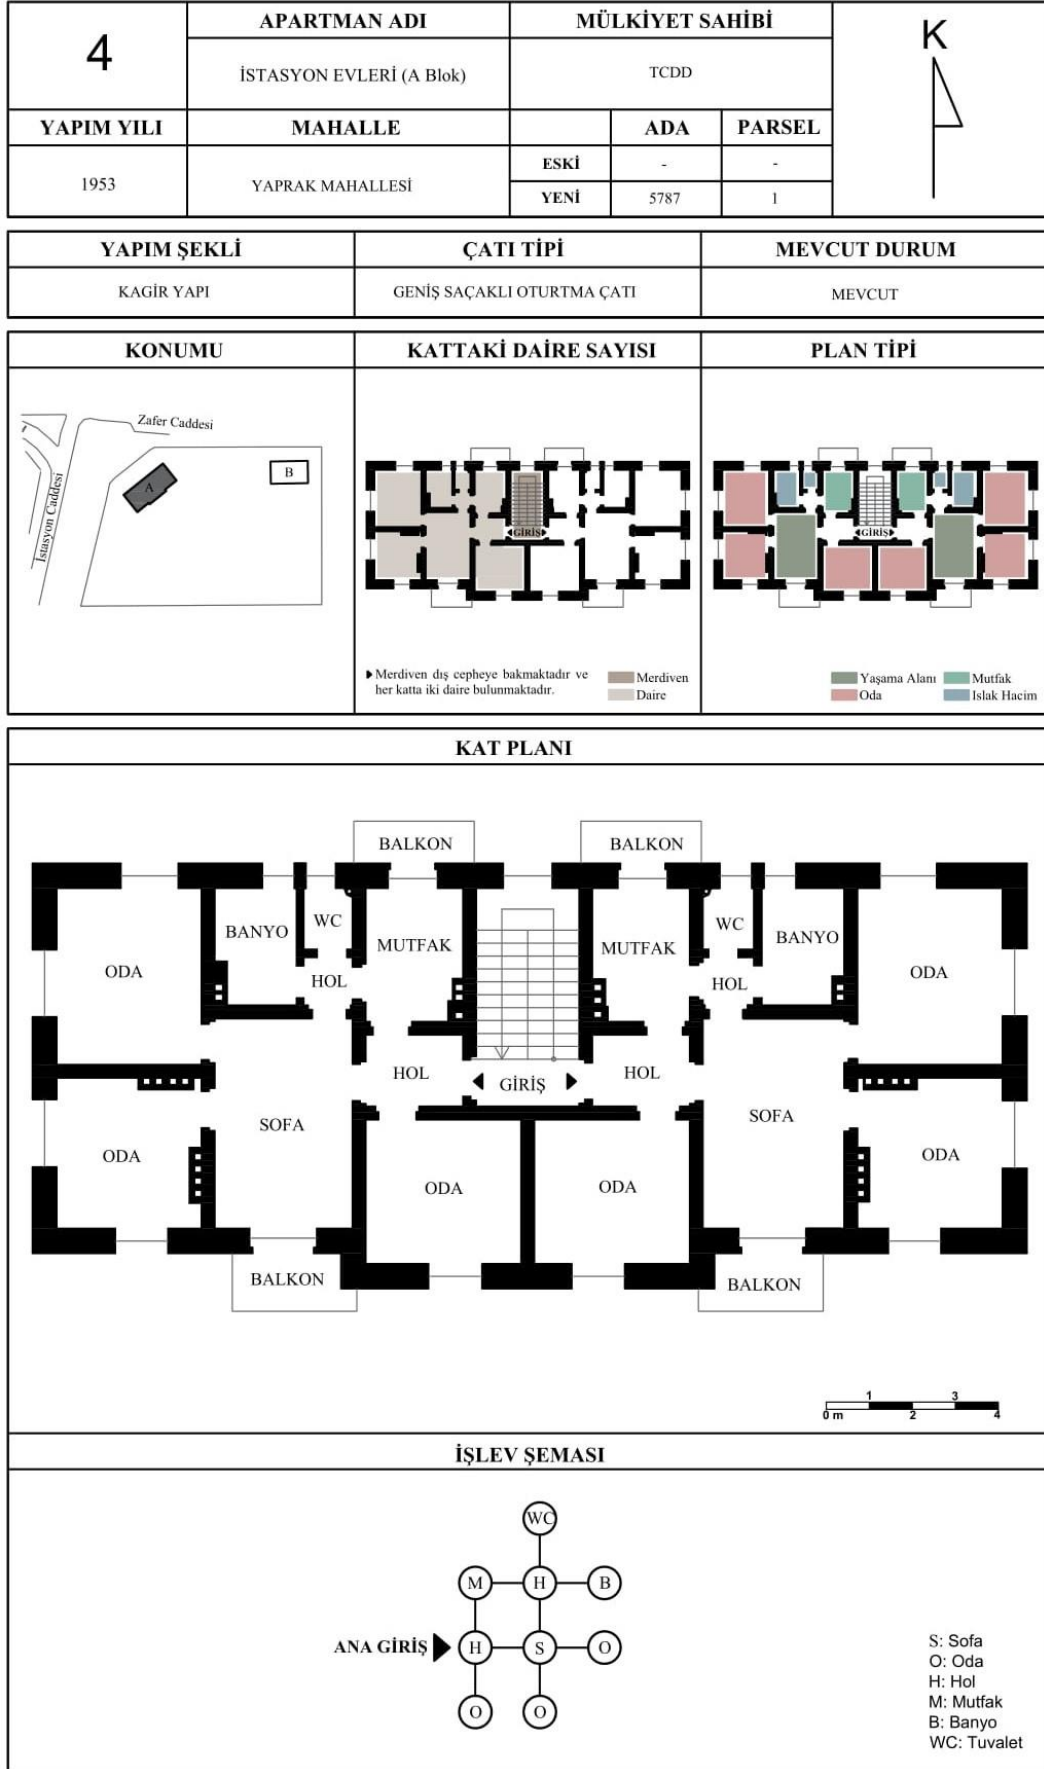 4
APARTMAN ADI
MÜLKİYET SAHİBİ
K
İSTASYON EVLERİ (A Blok)
TCDD
YAPIM YILI
MAHALLE
ADA
PARSEL
1953
YAPRAK MAHALLESİ
ESKİ
-
-
YENİ
5787
1
YAPIM ŞEKLİ
ÇATI TİPİ
MEVCUT DURUM
KAGİR YAPI
GENİŞ SAÇAKLI OTURTMA ÇATI
MEVCUT
KONUMU
KATTAKİ DAİRE SAYISI
PLAN TİPİ
Zafer Caddesi
İstasyon Caddesi
A
B
GİRİŞ
Merdiven dış cepheye bakmaktadır ve
her katta iki daire bulunmaktadır.
Merdiven
Daire
GİRİŞ
Yaşama Alanı
Mutfak
Oda
Islak Hacim
KAT PLANI
BALKON
BALKON
WC
WC
BANYO
MUTFAK
MUTFAK
BANYO
ODA
HOL
HOL
ODA
HOL
GİRİŞ
HOL
SOFA
SOFA
ODA
ODA
ODA
ODA
BALKON
BALKON
1
3
0 m
2
4
İŞLEV ŞEMASI
WC
M
H
B
ANA GİRİŞ
H
S
O
O
O
S: Sofa
O: Oda
H: Hol
M: Mutfak
B: Banyo
WC: Tuvalet